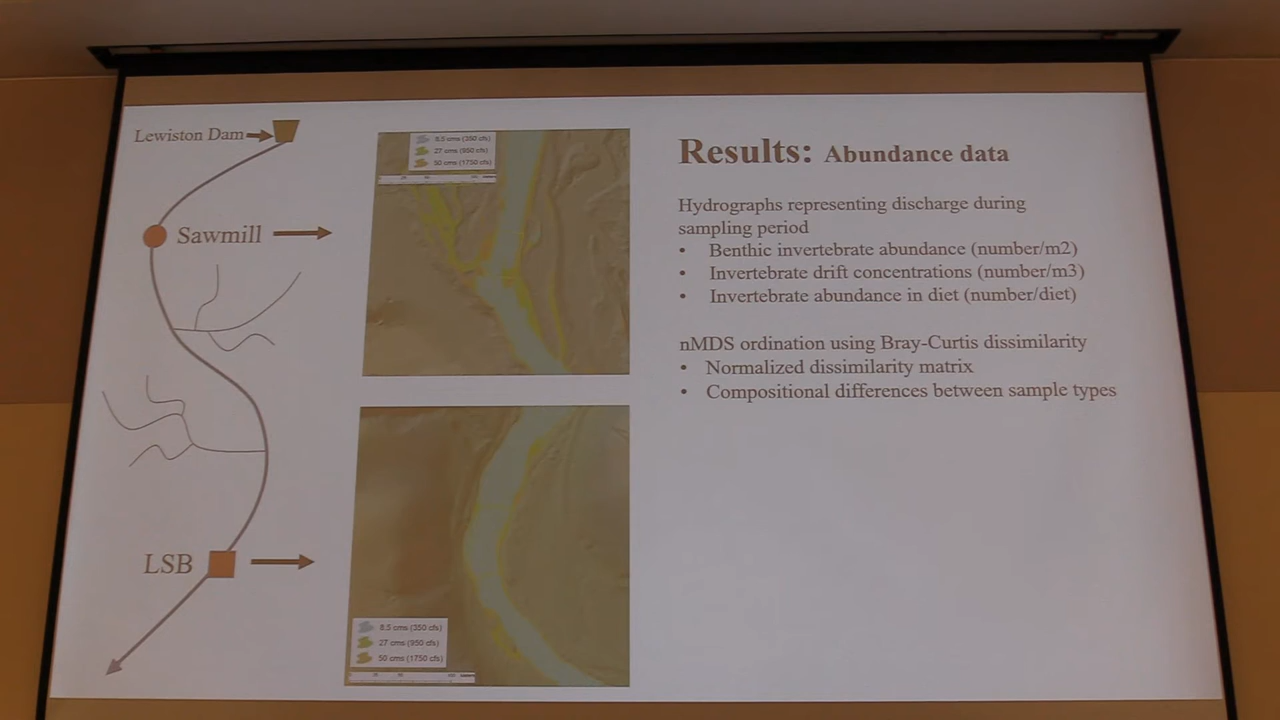 Lewiston Dam
Sawmill
LSB
8.5 cms (350 cfs)
27 cms (950 cfs)
50 cms (1750 cfs)
8.5 cms (350 cfs)
27 cms (950 cfs)
50 cms (1750 cfs)
Results: Abundance data
Hydrographs representing discharge during
sampling period
• Benthic invertebrate abundance (number/m2)
• Invertebrate drift concentrations (number/m3)
• Invertebrate abundance in diet (number/diet)
nMDS ordination using Bray-Curtis dissimilarity
• Normalized dissimilarity matrix
• Compositional differences between sample types